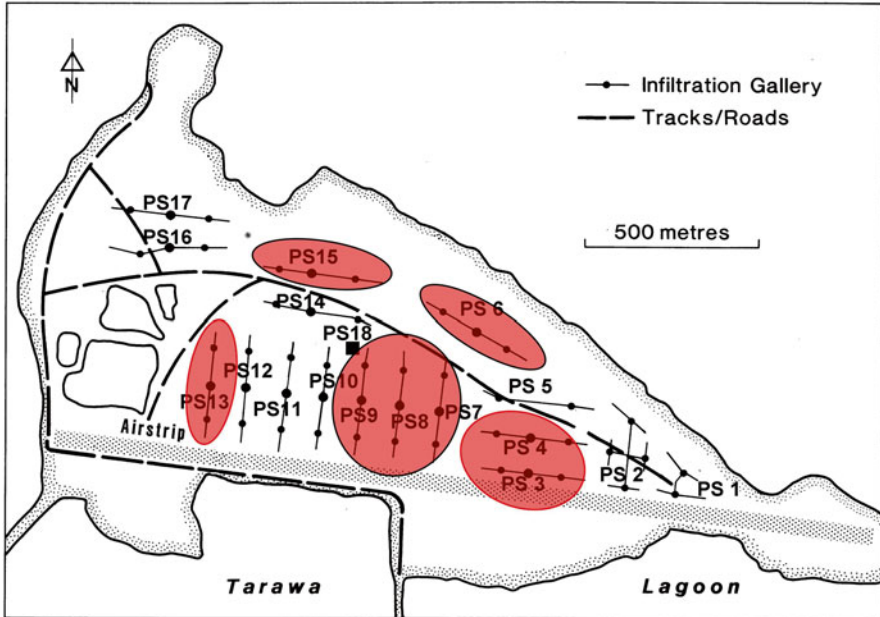 N
Infiltration Gallery
Tracks/Roads
PS17
PS16
500 metres
PS15
PS14
PS 6
PS18
PS12
PS10
PS 5
PS13
PS11
PS9
PS8
PS7
Airstrip
PS 4
PS 3
PS 2
PS 1
Tarawa
Lagoon